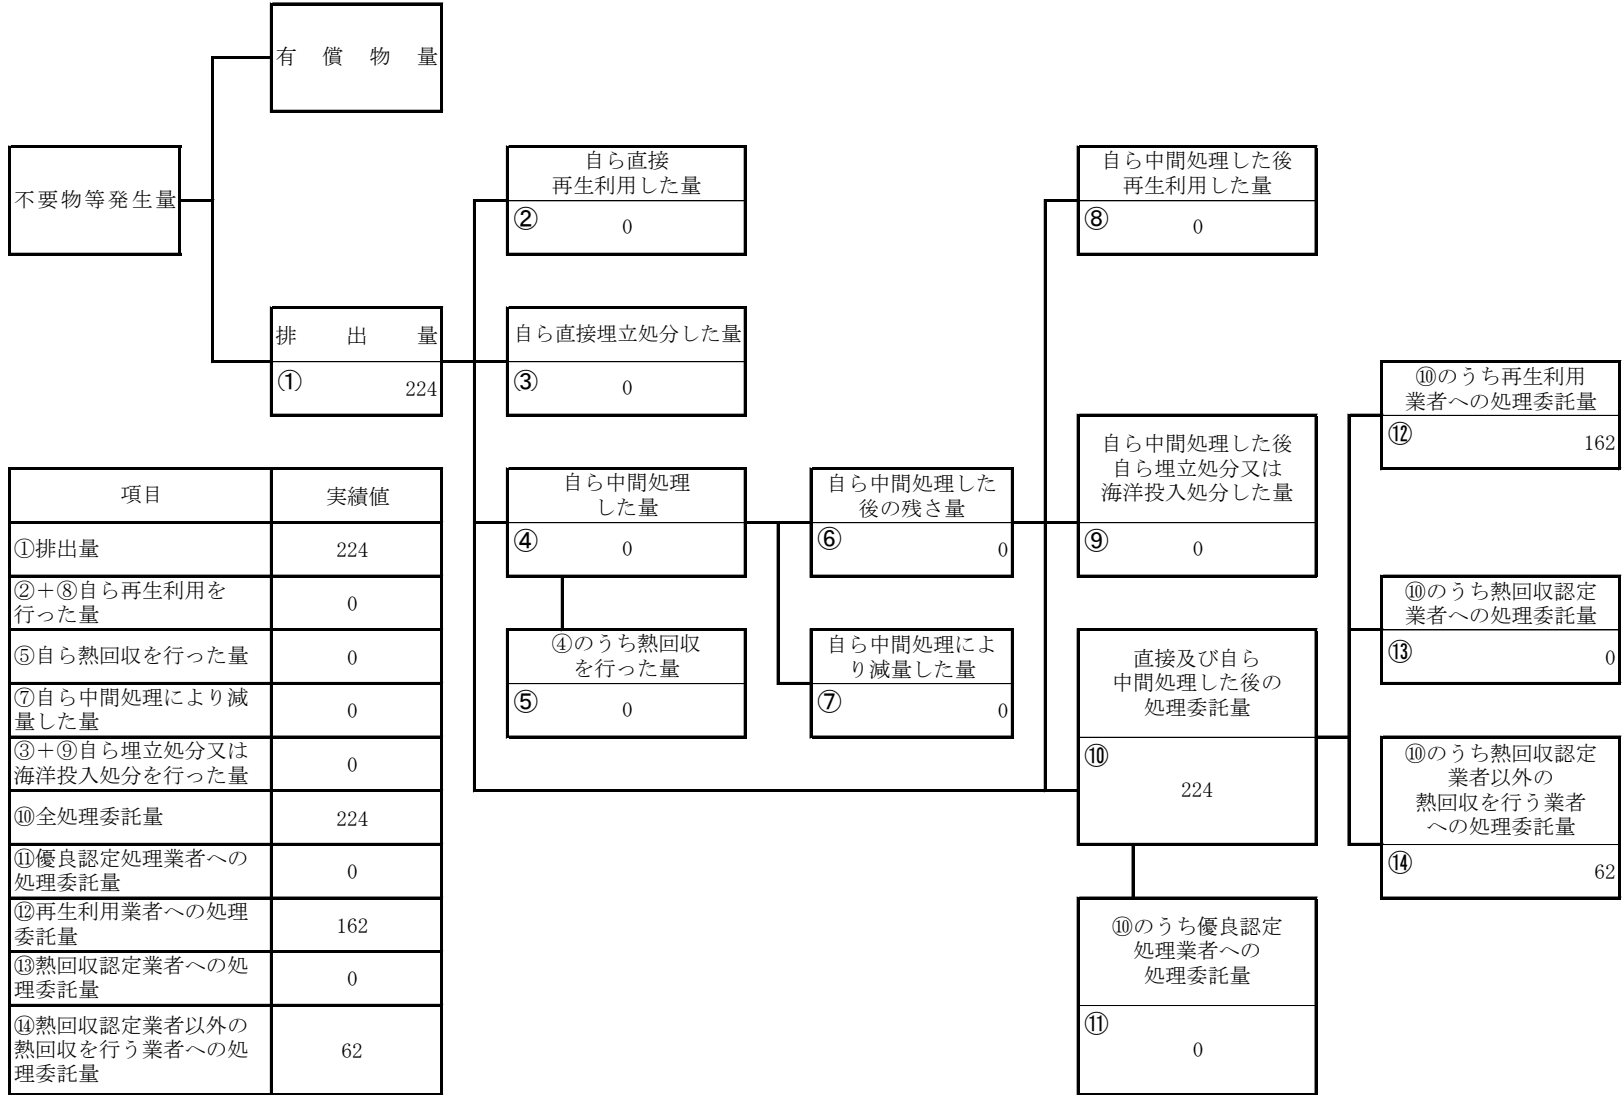 有償物量
不要物等発生量
排出量
①
224
自ら直接
再生利用した量
②
0
自ら直接埋立処分した量
③
0
自ら中間処理
した量
④
0
④のうち熱回収
を行った量
⑤
0
自ら中間処理した
後の残さ量
⑥
0
自ら中間処理によ
り減量した量
⑦
0
自ら中間処理した後
再生利用した量
⑧
0
自ら中間処理した後
自ら埋立処分又は
海洋投入処分した量
⑨
0
直接及び自ら
中間処理した後の
処理委託量
⑩
224
⑩のうち優良認定
処理業者への
処理委託量
⑪
0
⑩のうち再生利用
業者への処理委託量
⑫
162
⑩のうち熱回収認定
業者への処理委託量
⑬
0
⑩のうち熱回収認定
業者以外の
熱回収を行う業者
への処理委託量
⑭
62
項目 実績値
①排出量 224
②＋⑧自ら再生利用を
行った量
0
⑤自ら熱回収を行った量 0
⑦自ら中間処理により減
量した量
0
③＋⑨自ら埋立処分又は
海洋投入処分を行った量
0
⑩全処理委託量 224
⑪優良認定処理業者への
処理委託量
0
⑫再生利用業者への処理
委託量
162
⑬熱回収認定業者への処
理委託量
0
⑭熱回収認定業者以外の
熱回収を行う業者への処
理委託量
62